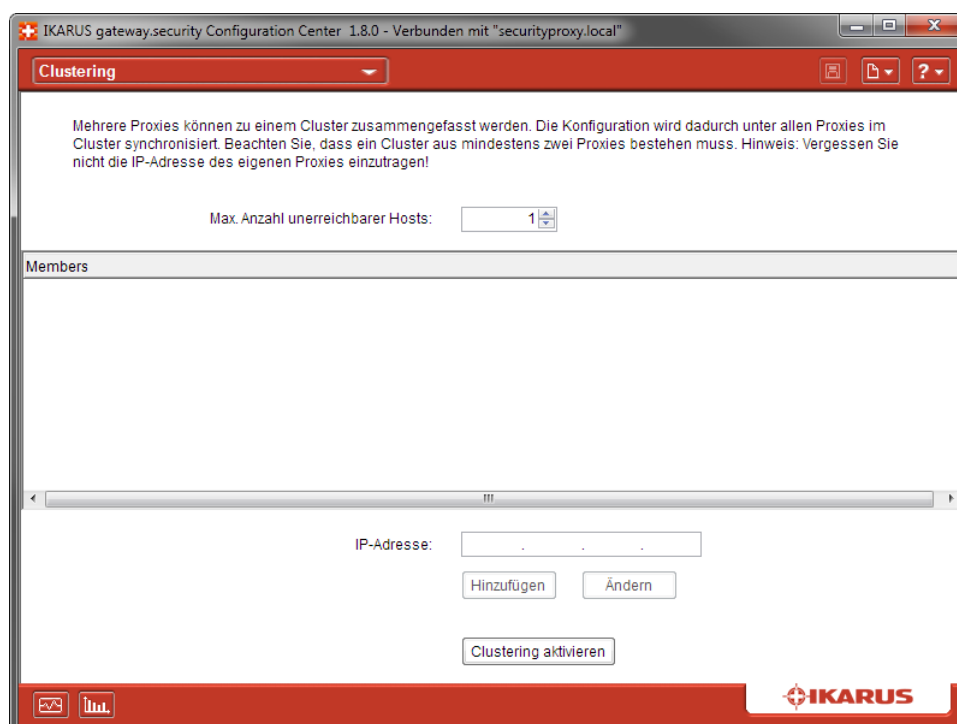 IKARUS gateway.security Configuration Center 1.8.0 - Verbunden mit "securityproxy.local"
Clustering
?
Mehrere Proxies können zu einem Cluster zusammengefasst werden. Die Konfiguration wird dadurch unter allen Proxies im
Cluster synchronisiert. Beachten Sie, dass ein Cluster aus mindestens zwei Proxies bestehen muss. Hinweis: Vergessen Sie
nicht die IP-Adresse des eigenen Proxies einzutragen!
Max. Anzahl unerreichbarer Hosts: 1
Members
IP-Adresse: . . .
Hinzufügen Ändern
Clustering aktivieren
IKARUS